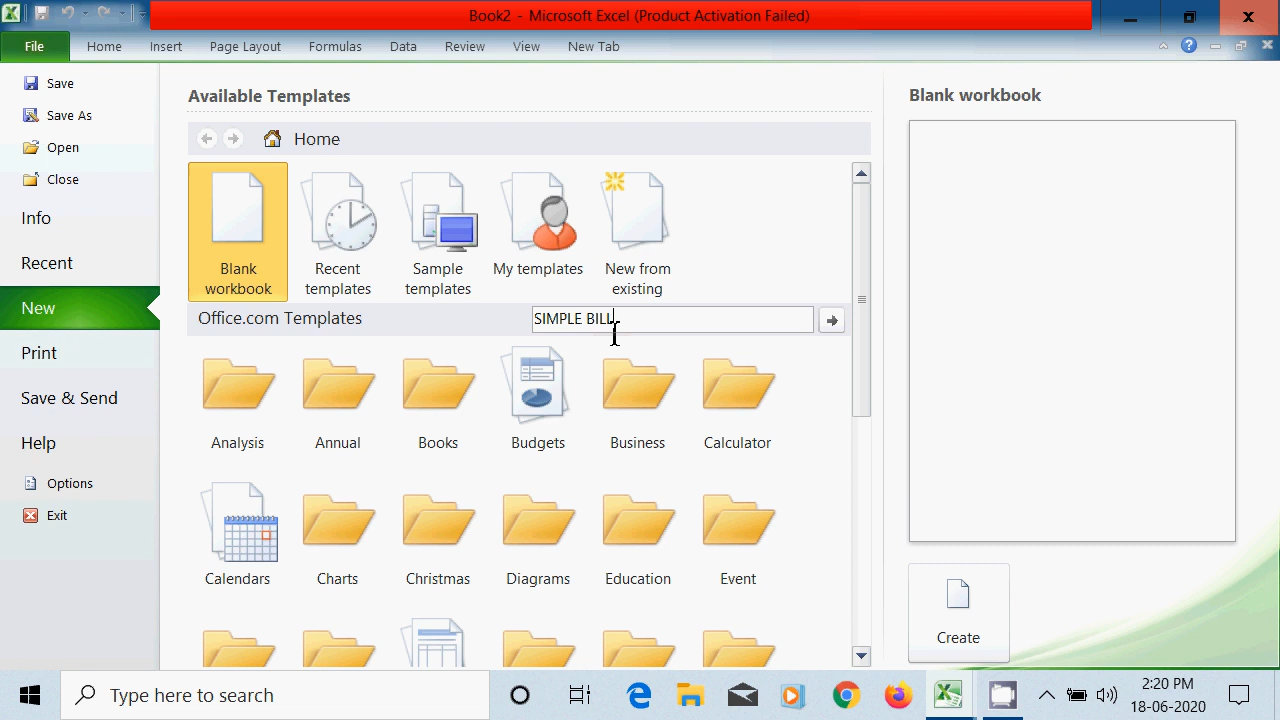 Book2 - Microsoft Excel (Product Activation Failed)
File Home Insert Page Layout Formulas Data Review View New Tab
Save
Save As
Open
Close
Info
Recent
New
Print
Save & Send
Help
Options
Exit
Available Templates
Home
Blank workbook
Recent templates
Sample templates
My templates
New from existing
Office.com Templates
SIMPLE BILL
Analysis Annual Books Budgets Business Calculator
Calendars Charts Christmas Diagrams Education Event
Blank workbook
Create
Type here to search
2:20 PM
18-06-2020